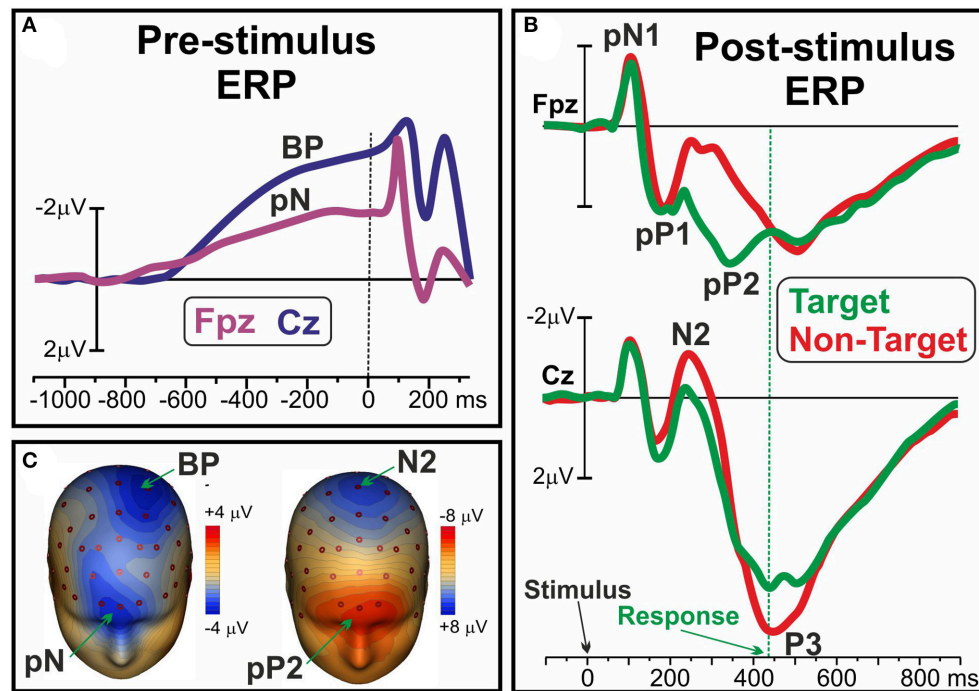 A
Pre-stimulus
ERP
BP
pN
-2µV
2µV
Fpz Cz
-1000 -800 -600 -400 -200 0 200 ms
B
Post-stimulus
ERP
pN1
Fpz
pP1
pP2
Target
Non-Target
-2µV
N2
Cz
2µV
Stimulus
Response
P3
0 200 400 600 800 ms
C
BP
N2
-
+4 µV
-4 µV
-8 µV
+8 µV
pN
pP2